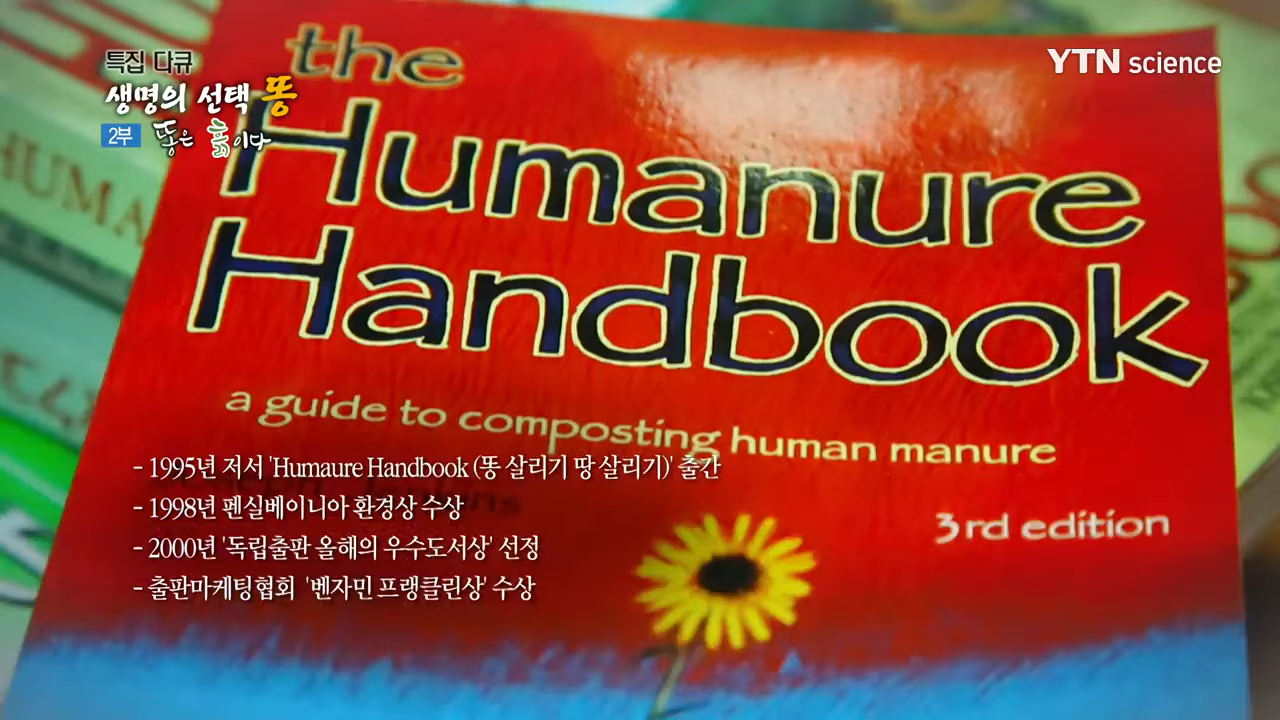 특집 다큐
생명의 선택 똥
2부 똥은 흙이다
YTN science
the
Humanure
Handbook
a guide to composting human manure
3rd edition
- 1995년 저서 'Humaure Handbook (똥 살리기 땅 살리기)' 출간
- 1998년 펜실베이니아 환경상 수상
- 2000년 '독립출판 올해의 우수도서상' 선정
- 출판마케팅협회 '벤자민 프랭클린상' 수상
HUMA